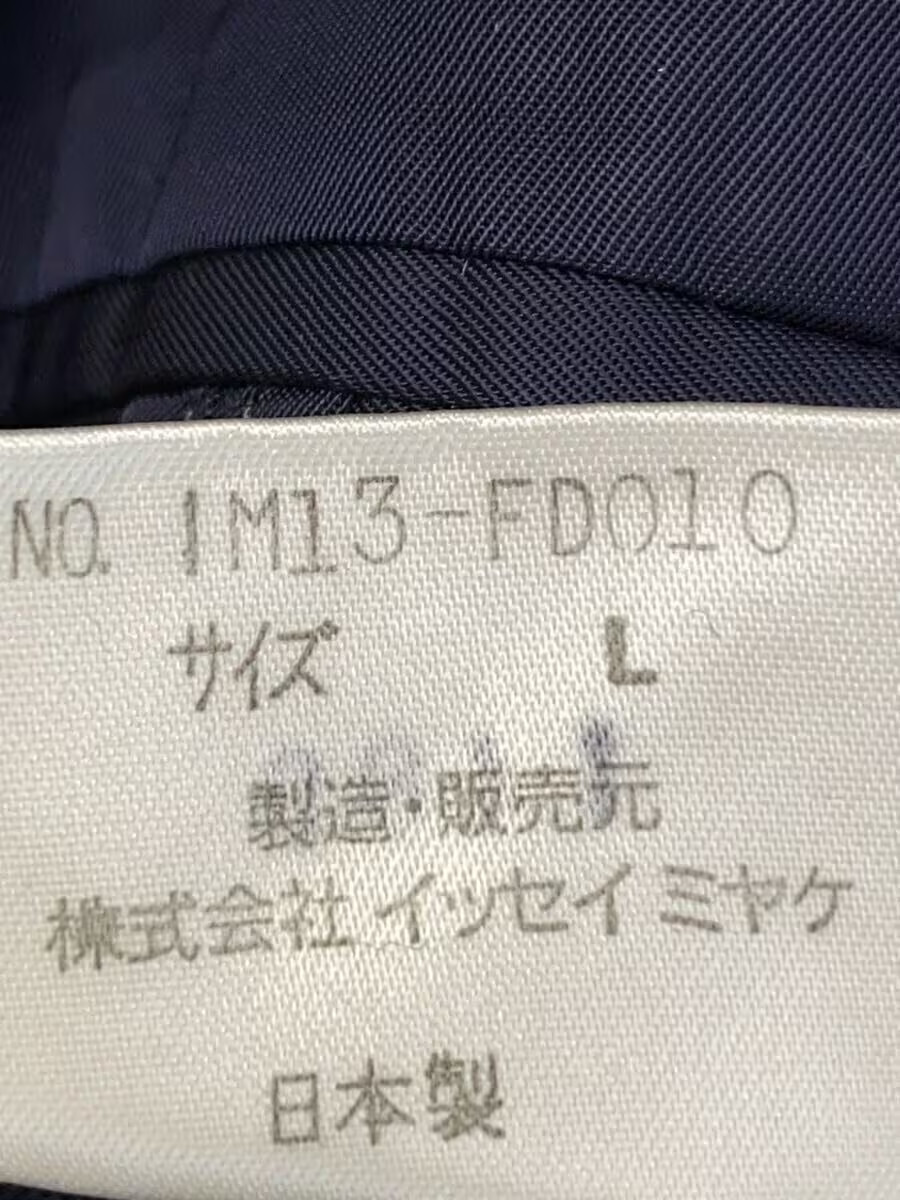 NO. IM13-FD010
サイズ L
製造・販売元
株式会社 イッセイ ミヤケ
日本製